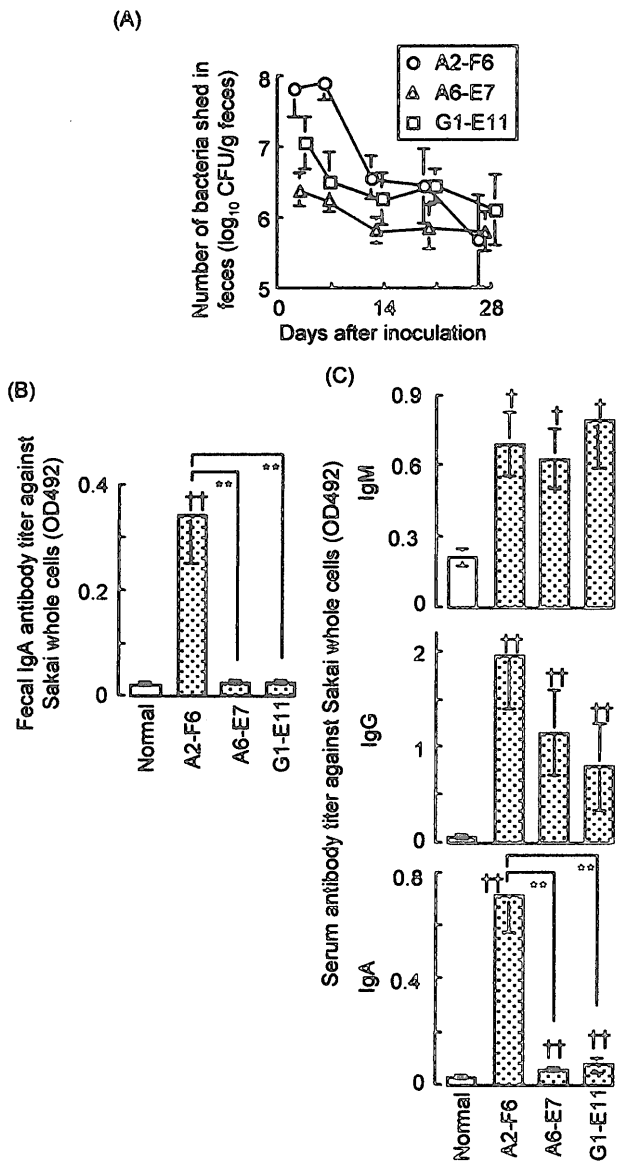 (A)
A2-F6
A6-E7
G1-E11
Number of bacteria shed in
feces (log10 CFU/g feces)
8
7
6
5
0
14
28
Days after inoculation
(B)
Fecal IgA antibody titer against
Sakai whole cells (OD492)
0.4
0.2
0
††
☆☆
☆☆
Normal
A2-F6
A6-E7
G1-E11
(C)
Serum antibody titer against Sakai whole cells (OD492)
IgM
0.9
0.6
0.3
0
†
†
†
IgG
2
1
0
††
††
††
IgA
0.8
0.4
0
††
☆☆
☆☆
††
††
Normal
A2-F6
A6-E7
G1-E11